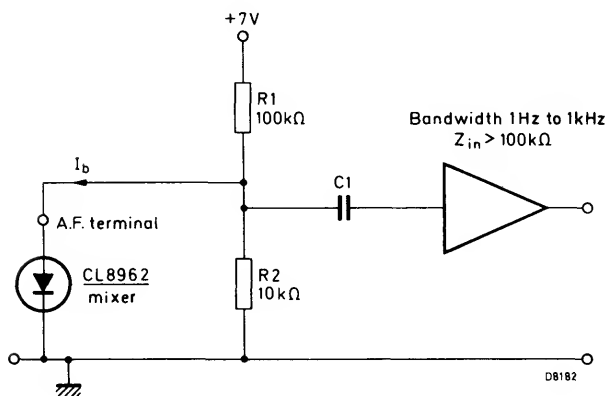 +7V
R1
100kΩ
Bandwidth 1Hz to 1kHz
Zin > 100kΩ
Ib
C1
A.F. terminal
CL8962
mixer
R2
10kΩ
D8182